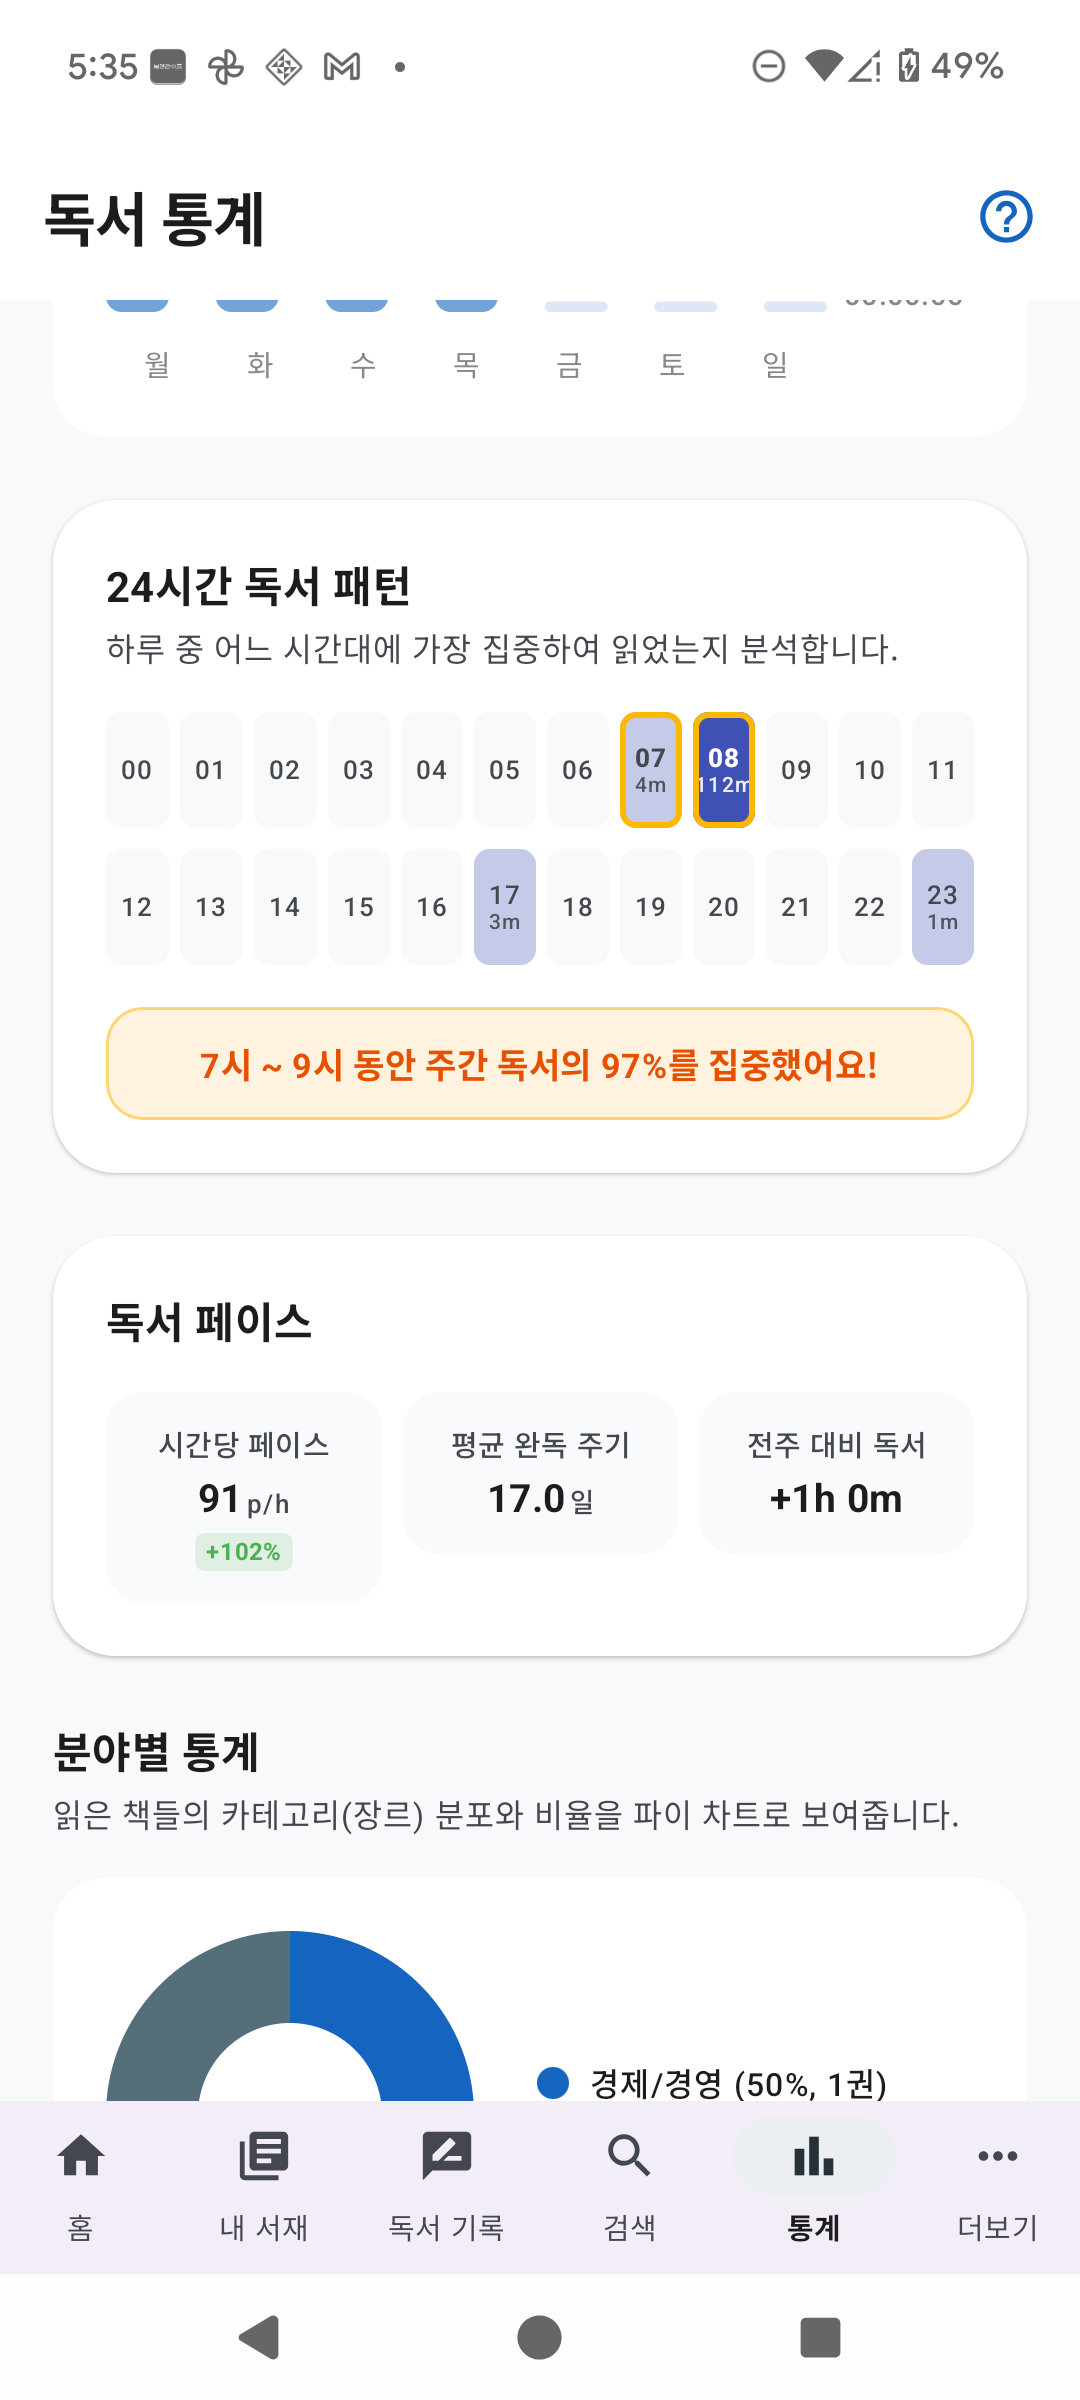 5:35
49%
독서 통계
월 화 수 목 금 토 일
24시간 독서 패턴
하루 중 어느 시간대에 가장 집중하여 읽었는지 분석합니다.
00 01 02 03 04 05 06 07 08 09 10 11
4m 112m
12 13 14 15 16 17 18 19 20 21 22 23
3m 1m
7시 ~ 9시 동안 주간 독서의 97%를 집중했어요!
독서 페이스
시간당 페이스 평균 완독 주기 전주 대비 독서
91 p/h 17.0 일 +1h 0m
+102%
분야별 통계
읽은 책들의 카테고리(장르) 분포와 비율을 파이 차트로 보여줍니다.
경제/경영 (50%, 1권)
홈 내 서재 독서 기록 검색 통계 더보기